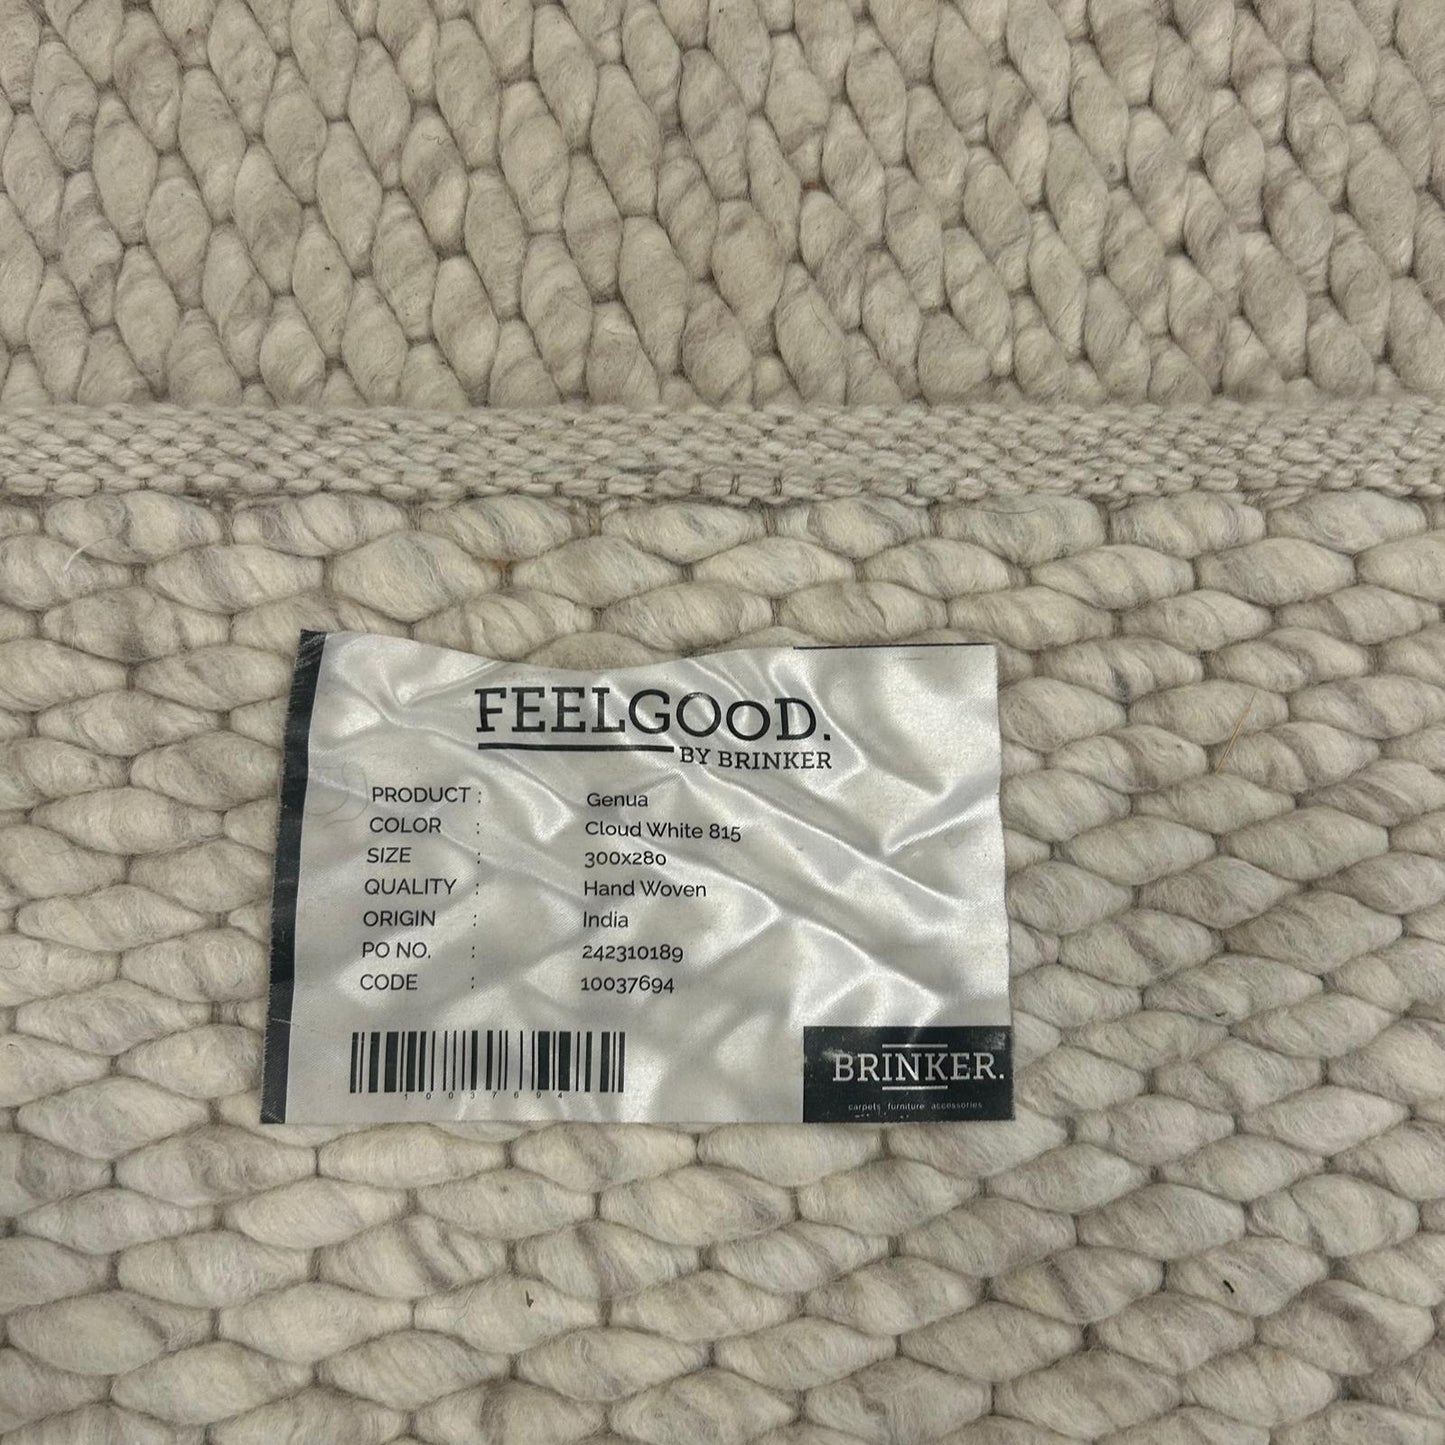 FEELGOOD.
BY BRINKER
PRODUCT : Genua
COLOR : Cloud White 815
SIZE : 300x280
QUALITY : Hand Woven
ORIGIN : India
PO NO. : 242310189
CODE : 10037694
10037694
BRINKER.
carpets furniture accessories